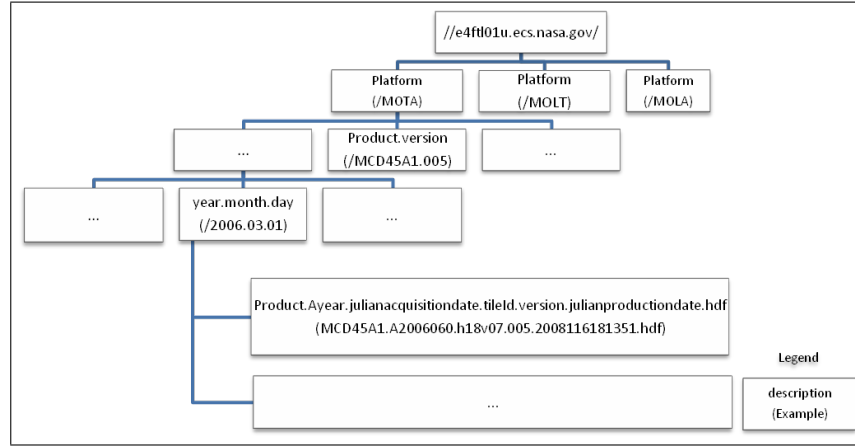 //e4ftl01u.ecs.nasa.gov/
Platform
(/MOTA)
Platform
(/MOLT)
Platform
(/MOLA)
...
Product.version
(/MCD45A1.005)
...
...
year.month.day
(/2006.03.01)
...
Product.Ayear.julianacquisitiondate.tileId.version.julianproductiondate.hdf
(MCD45A1.A2006060.h18v07.005.2008116181351.hdf)
...
Legend
description
(Example)